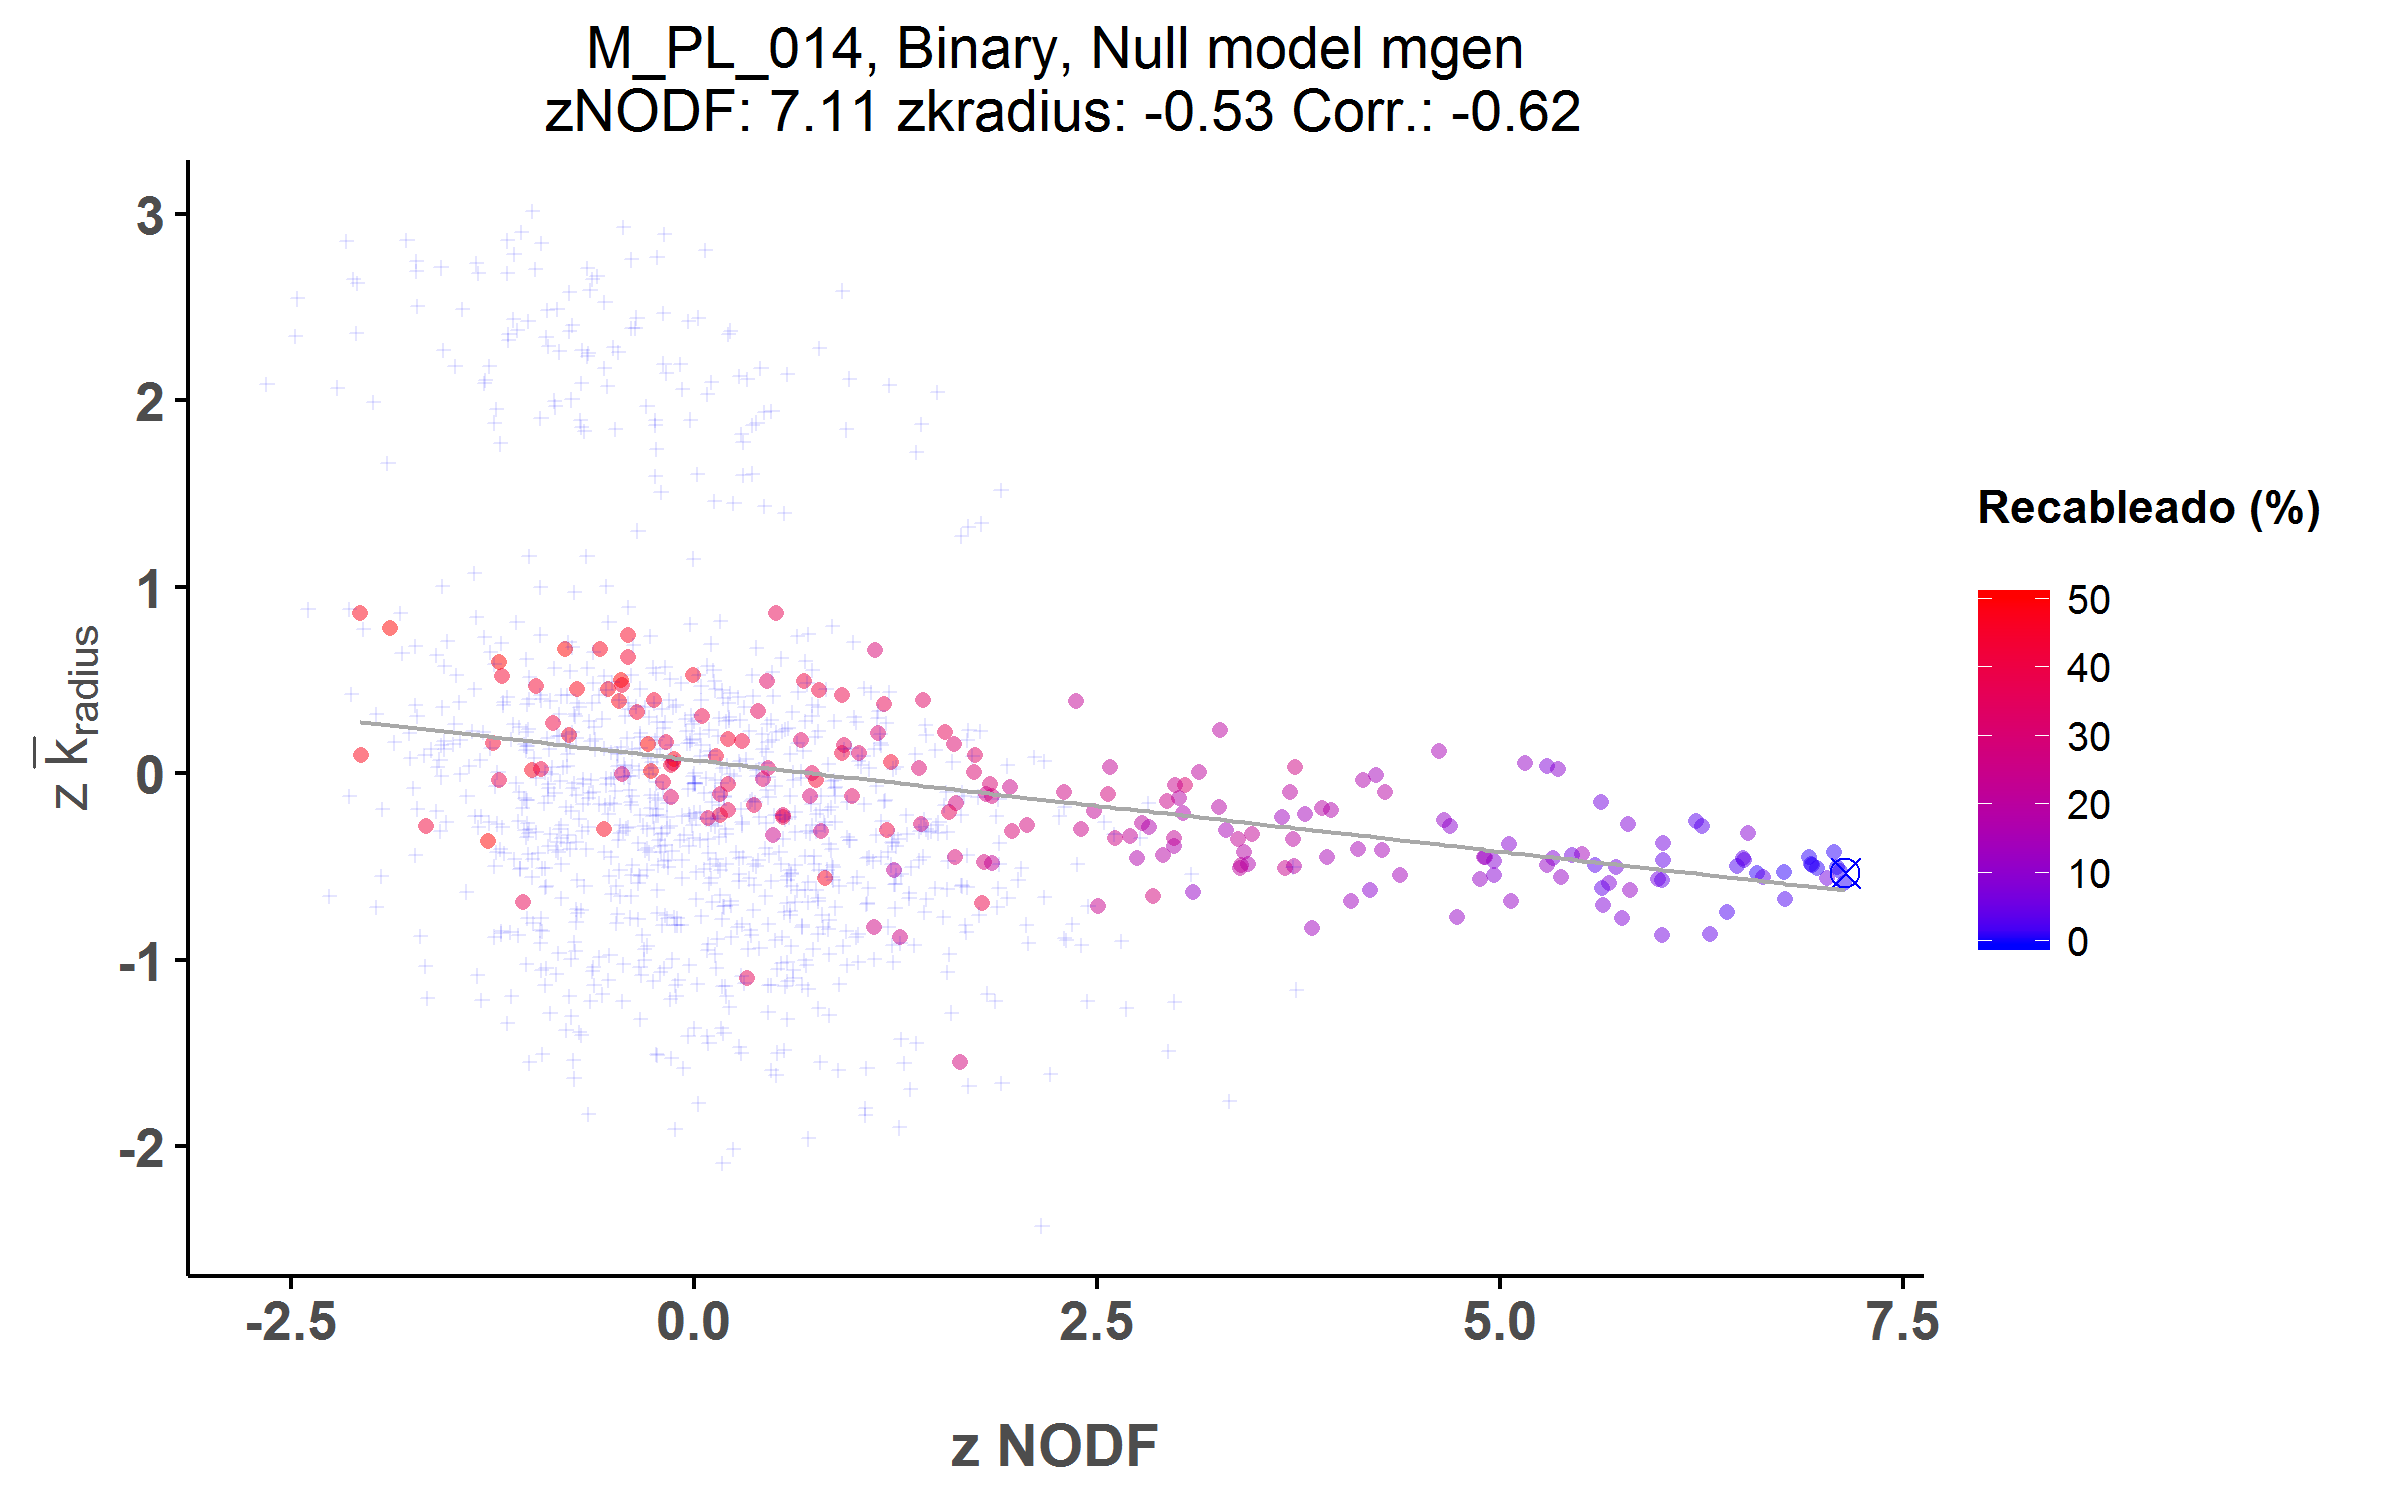 M_PL_014, Binary, Null model mgen
zNODF: 7.11 zkradius: -0.53 Corr.: -0.62
3
2
1
0
-1
-2
z k̅radius
-2.5 0.0 2.5 5.0 7.5
z NODF
Recableado (%)
50
40
30
20
10
0